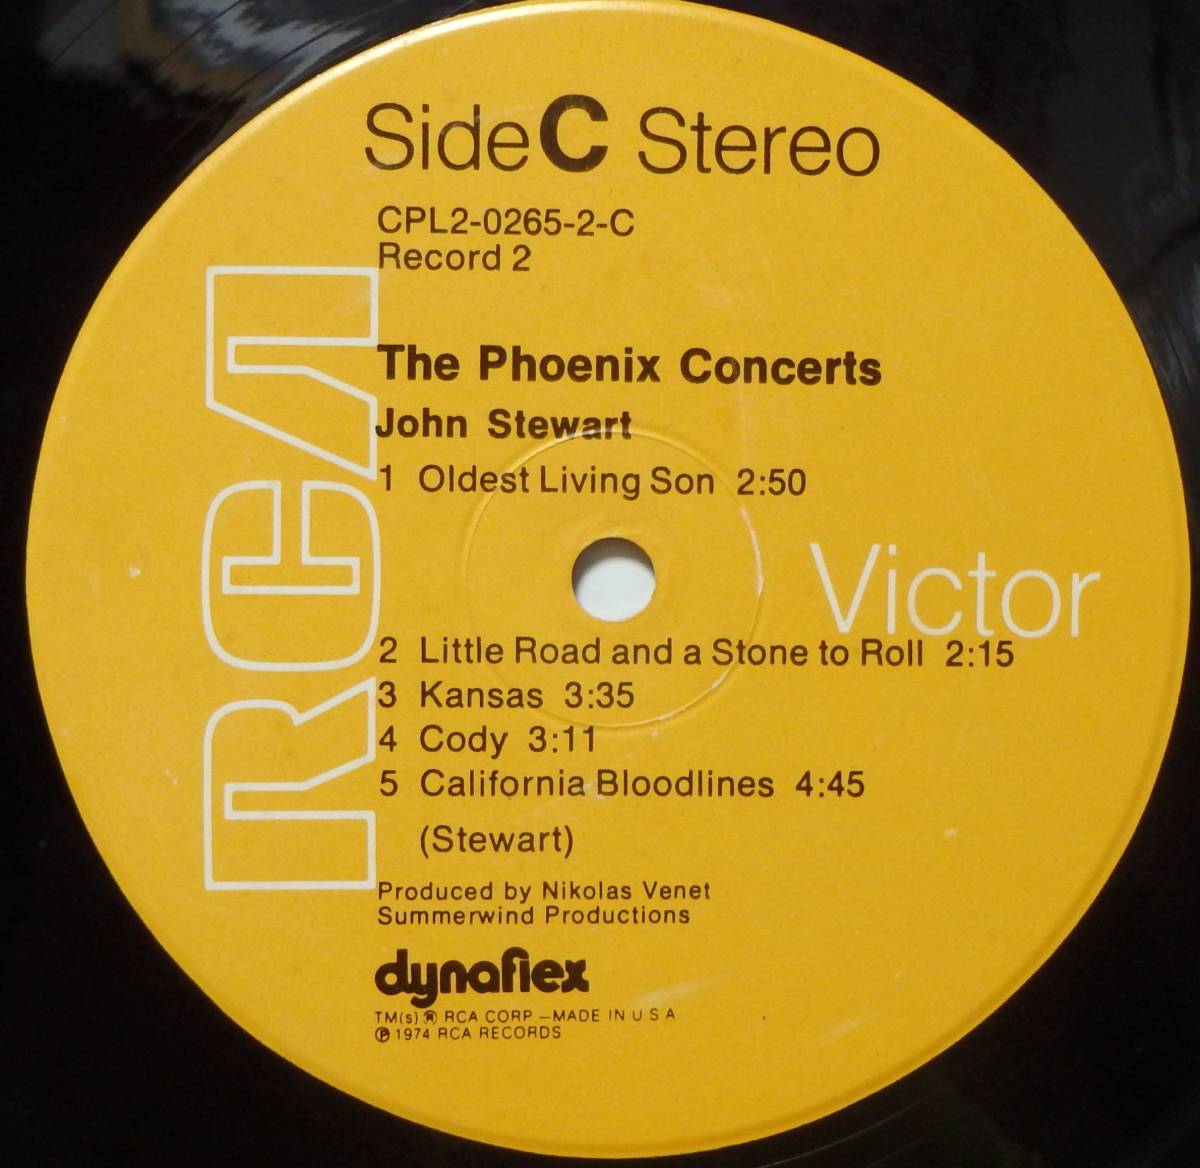 Side C Stereo
CPL2-0265-2-C
Record 2
RCA
The Phoenix Concerts
John Stewart
1 Oldest Living Son 2:50
Victor
2 Little Road and a Stone to Roll 2:15
3 Kansas 3:35
4 Cody 3:11
5 California Bloodlines 4:45
(Stewart)
Produced by Nikolas Venet
Summerwind Productions
dynaflex
TM(s) ® RCA CORP – MADE IN U S A
℗ 1974 RCA RECORDS